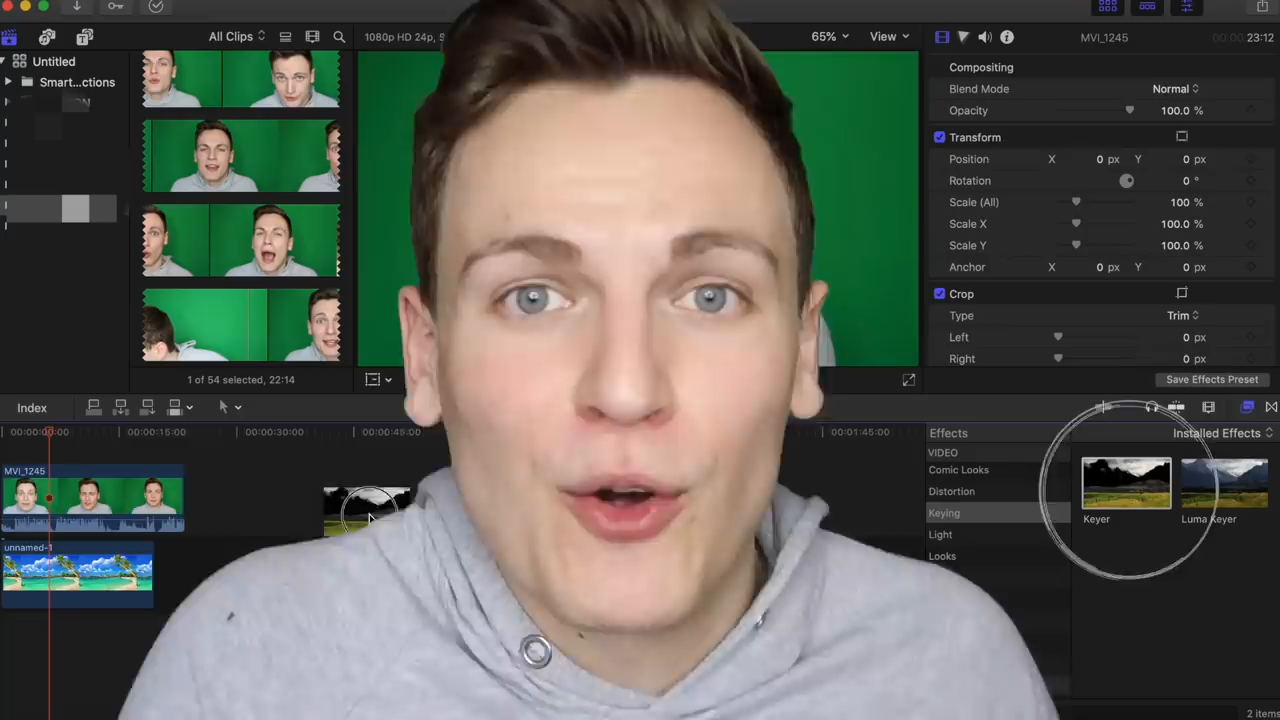 All Clips
1080p HD 24p, S
65%
View
MVI_1245
23:12
Untitled
Smart...ctions
Compositing
Blend Mode
Normal
Opacity
100.0 %
Transform
Position
X
0 px
Y
0 px
Rotation
0 °
Scale (All)
100 %
Scale X
100.0 %
Scale Y
100.0 %
Anchor
X
0 px
Y
0 px
Crop
Type
Trim
Left
0 px
Right
0 px
1 of 54 selected, 22:14
Save Effects Preset
Index
00:00:00:00
00:00:15:00
00:00:30:00
00:00:45:00
00:01:45:00
Effects
Installed Effects
VIDEO
Comic Looks
Distortion
Keying
Light
Looks
Keyer
Luma Keyer
MVI_1245
unnamed-1
2 items